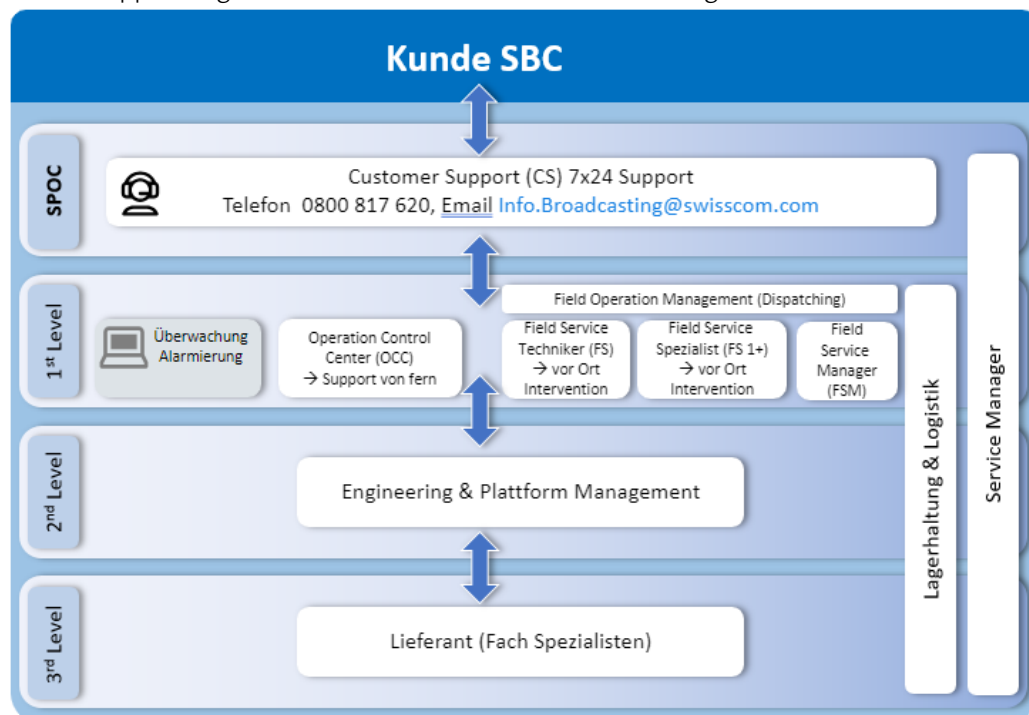 Kunde SBC
SPOC
Customer Support (CS) 7x24 Support
Telefon 0800 817 620, Email Info.Broadcasting@swisscom.com
1st Level
Überwachung
Alarmierung
Operation Control
Center (OCC)
→ Support von fern
Field Operation Management (Dispatching)
Field Service
Techniker (FS)
→ vor Ort
Intervention
Field Service
Spezialist (FS 1+)
→ vor Ort
Intervention
Field
Service
Manager
(FSM)
2nd Level
Engineering & Plattform Management
3rd Level
Lieferant (Fach Spezialisten)
Lagerhaltung & Logistik
Service Manager